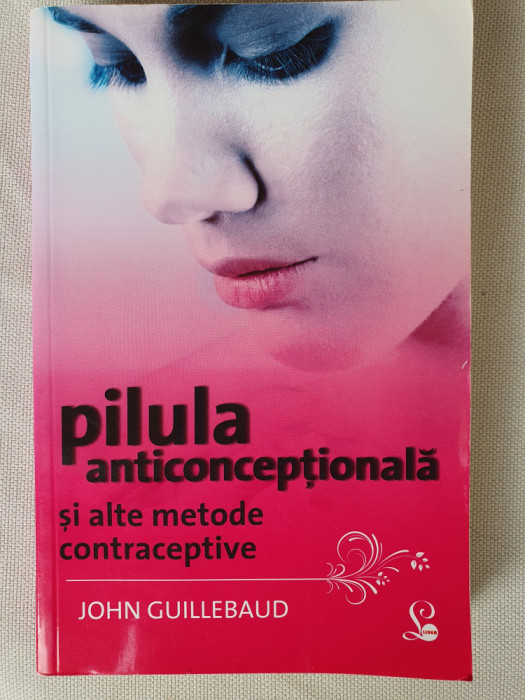 pilula
anticoncepțională
și alte metode
contraceptive
JOHN GUILLEBAUD
LIDER